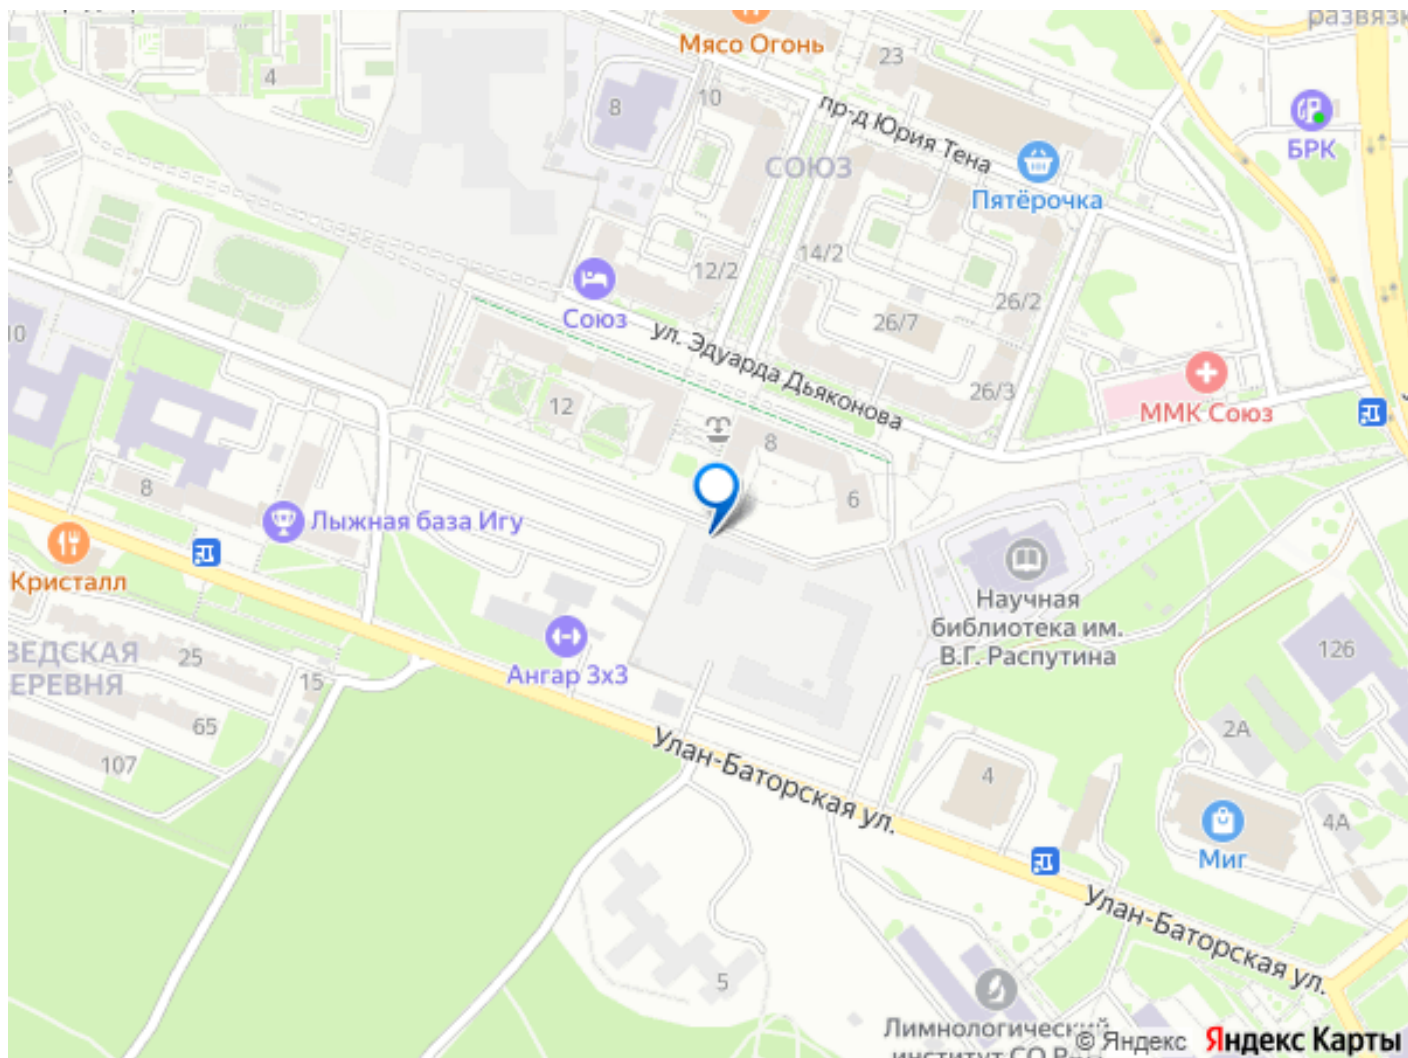 Мясо Огонь
23
4
8
10
пр-д Юрия Тена
БРК
СОЮЗ
Пятёрочка
12/2
14/2
26/2
26/7
Союз
ул. Эдуарда Дьяконова
10
26/3
ММК Союз
12
8
8
6
Лыжная база Игу
Кристалл
Научная
библиотека им.
В.Г. Распутина
Ангар 3х3
ВЕДСКАЯ
ЕРЕВНЯ
25
15
65
107
126
2А
Улан-Баторская ул.
4
4А
Миг
Улан-Баторская ул.
5
Лимнологический
© Яндекс
Яндекс Карты